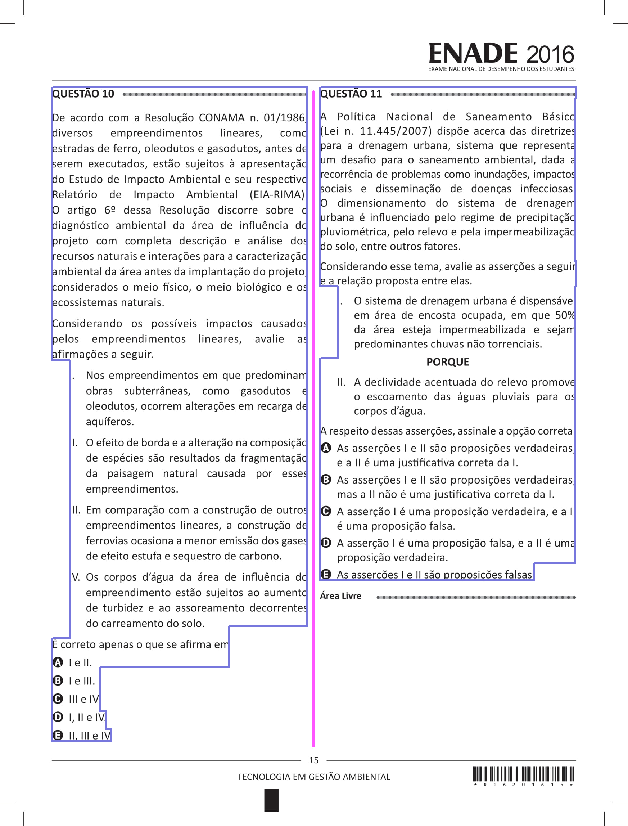 ENADE 2016
EXAME NACIONAL DE DESEMPENHO DOS ESTUDANTES
QUESTÃO 10
De acordo com a Resolução CONAMA n. 01/1986,
diversos empreendimentos lineares, como
estradas de ferro, oleodutos e gasodutos, antes de
serem executados, estão sujeitos à apresentação
do Estudo de Impacto Ambiental e seu respectivo
Relatório de Impacto Ambiental (EIA-RIMA)
O artigo 6º dessa Resolução discorre sobre o
diagnóstico ambiental da área de influência do
projeto com completa descrição e análise dos
recursos naturais e interações para a caracterização
ambiental da área antes da implantação do projeto,
considerados o meio físico, o meio biológico e os
ecossistemas naturais.
Considerando os possíveis impactos causados
pelos empreendimentos lineares, avalie as
afirmações a seguir.
. Nos empreendimentos em que predominam
obras subterrâneas, como gasodutos e
oleodutos, ocorrem alterações em recarga de
aquíferos.
I. O efeito de borda e a alteração na composição
de espécies são resultados da fragmentação
da paisagem natural causada por esses
empreendimentos.
II. Em comparação com a construção de outros
empreendimentos lineares, a construção de
ferrovias ocasiona a menor emissão dos gases
de efeito estufa e sequestro de carbono.
V. Os corpos d’água da área de influência do
empreendimento estão sujeitos ao aumento
de turbidez e ao assoreamento decorrentes
do carreamento do solo.
É correto apenas o que se afirma em
A I e II.
B I e III.
C III e IV
D I, II e IV
E II, III e IV
QUESTÃO 11
A Política Nacional de Saneamento Básico
(Lei n. 11.445/2007) dispõe acerca das diretrizes
para a drenagem urbana, sistema que representa
um desafio para o saneamento ambiental, dada a
recorrência de problemas como inundações, impactos
sociais e disseminação de doenças infecciosas
O dimensionamento do sistema de drenagem
urbana é influenciado pelo regime de precipitação
pluviométrica, pelo relevo e pela impermeabilização
do solo, entre outros fatores.
Considerando esse tema, avalie as asserções a seguir
e a relação proposta entre elas.
. O sistema de drenagem urbana é dispensável
em área de encosta ocupada, em que 50%
da área esteja impermeabilizada e sejam
predominantes chuvas não torrenciais.
PORQUE
II. A declividade acentuada do relevo promove
o escoamento das águas pluviais para os
corpos d’água.
A respeito dessas asserções, assinale a opção correta
A As asserções I e II são proposições verdadeiras,
e a II é uma justificativa correta da I.
B As asserções I e II são proposições verdadeiras,
mas a II não é uma justificativa correta da I.
C A asserção I é uma proposição verdadeira, e a I
é uma proposição falsa.
D A asserção I é uma proposição falsa, e a II é uma
proposição verdadeira.
E As asserções I e II são proposições falsas
Área Livre
15
TECNOLOGIA EM GESTÃO AMBIENTAL